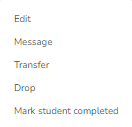 Edit
Message
Transfer
Drop
Mark student completed